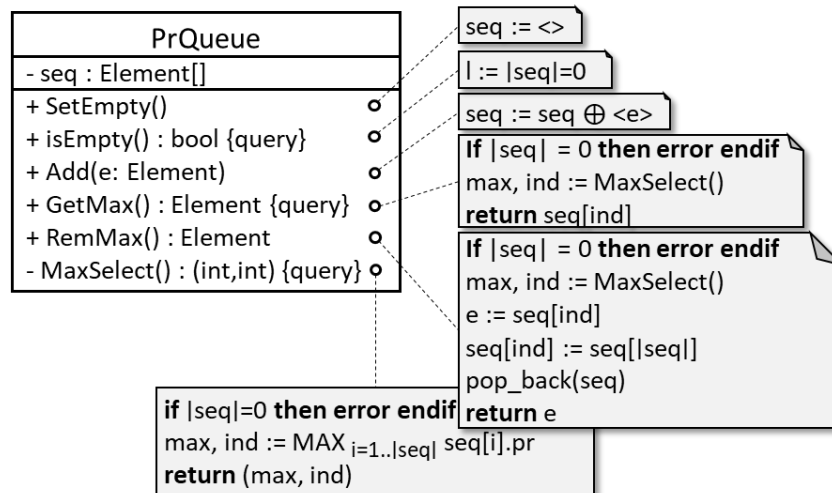 PrQueue
- seq : Element[]
+ SetEmpty()
+ isEmpty() : bool {query}
+ Add(e: Element)
+ GetMax() : Element {query}
+ RemMax() : Element
- MaxSelect() : (int,int) {query}
seq := <>
l := |seq|=0
seq := seq ⊕ <e>
If |seq| = 0 then error endif
max, ind := MaxSelect()
return seq[ind]
If |seq| = 0 then error endif
max, ind := MaxSelect()
e := seq[ind]
seq[ind] := seq[|seq|]
pop_back(seq)
return e
if |seq|=0 then error endif
max, ind := MAX i=1..|seq| seq[i].pr
return (max, ind)